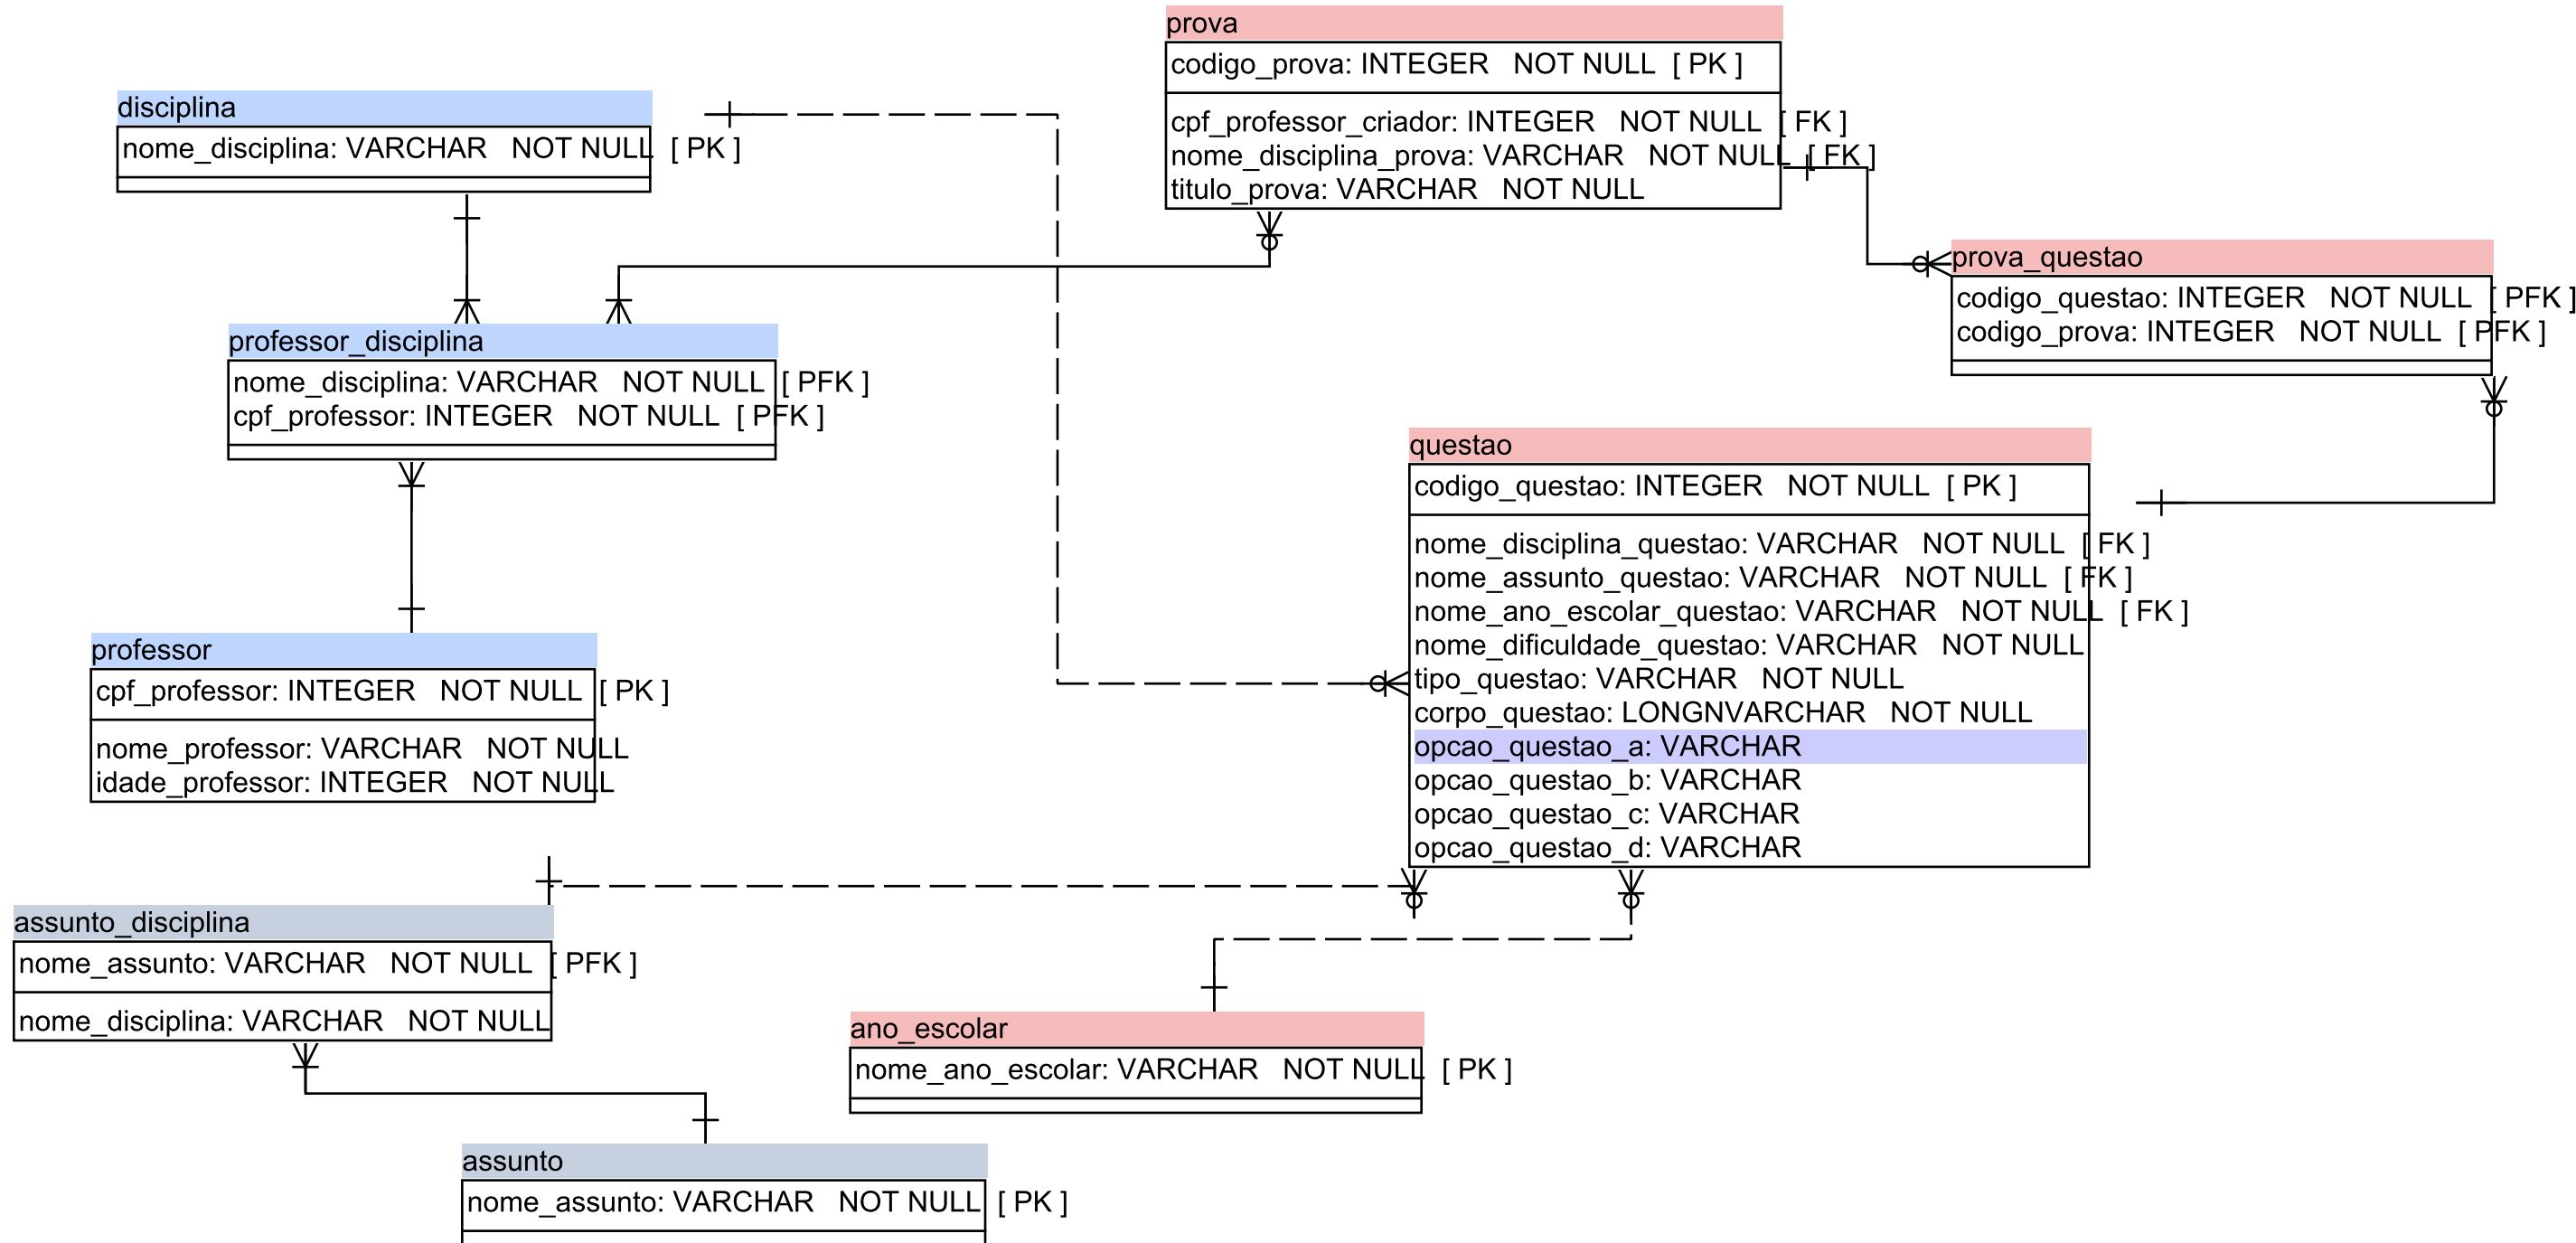 prova
codigo_prova: INTEGER NOT NULL [ PK ]
cpf_professor_criador: INTEGER NOT NULL [ FK ]
nome_disciplina_prova: VARCHAR NOT NULL [ FK ]
titulo_prova: VARCHAR NOT NULL
disciplina
nome_disciplina: VARCHAR NOT NULL [ PK ]
prova_questao
codigo_questao: INTEGER NOT NULL [ PFK ]
codigo_prova: INTEGER NOT NULL [ PFK ]
professor_disciplina
nome_disciplina: VARCHAR NOT NULL [ PFK ]
cpf_professor: INTEGER NOT NULL [ PFK ]
questao
codigo_questao: INTEGER NOT NULL [ PK ]
nome_disciplina_questao: VARCHAR NOT NULL [ FK ]
nome_assunto_questao: VARCHAR NOT NULL [ FK ]
nome_ano_escolar_questao: VARCHAR NOT NULL [ FK ]
nome_dificuldade_questao: VARCHAR NOT NULL
tipo_questao: VARCHAR NOT NULL
corpo_questao: LONGNVARCHAR NOT NULL
opcao_questao_a: VARCHAR
opcao_questao_b: VARCHAR
opcao_questao_c: VARCHAR
opcao_questao_d: VARCHAR
professor
cpf_professor: INTEGER NOT NULL [ PK ]
nome_professor: VARCHAR NOT NULL
idade_professor: INTEGER NOT NULL
assunto_disciplina
nome_assunto: VARCHAR NOT NULL [ PFK ]
nome_disciplina: VARCHAR NOT NULL
ano_escolar
nome_ano_escolar: VARCHAR NOT NULL [ PK ]
assunto
nome_assunto: VARCHAR NOT NULL [ PK ]